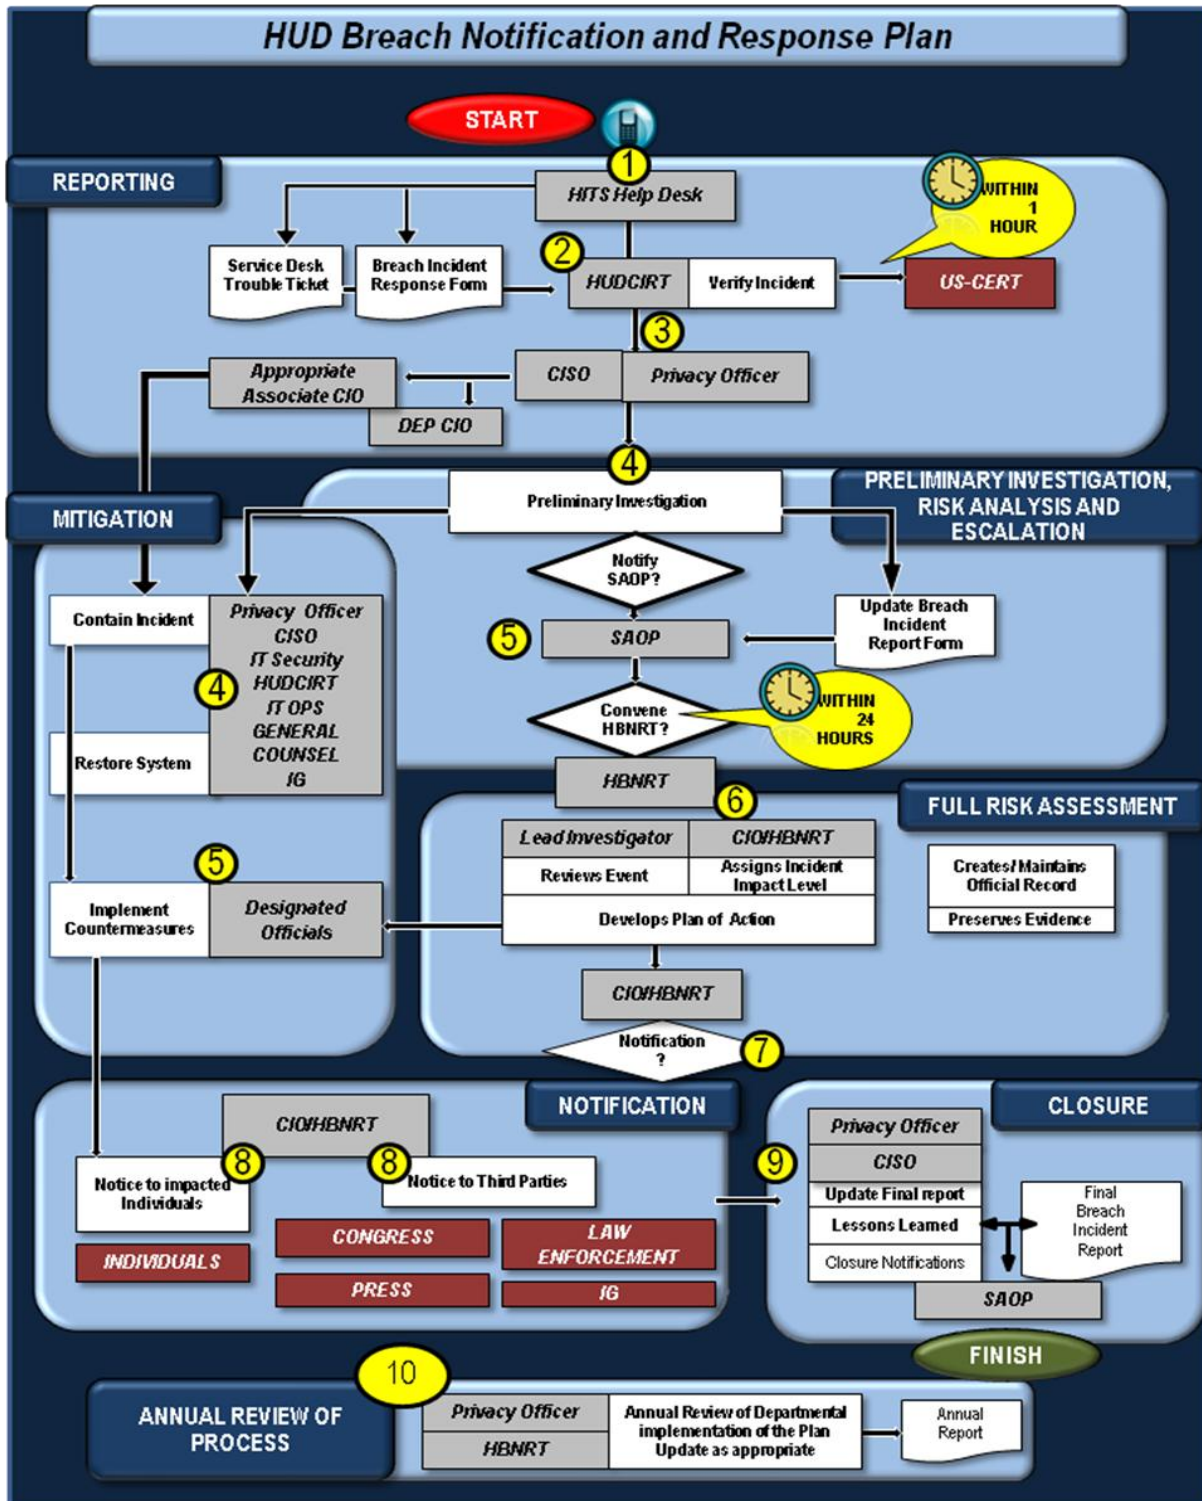 HUD Breach Notification and Response Plan
START
1
REPORTING
HITS Help Desk
WITHIN
1
HOUR
2
Service Desk
Trouble Ticket
Breach Incident
Response Form
HUDCIRT
Verify Incident
US-CERT
3
Appropriate
Associate CIO
CISO
Privacy Officer
DEP CIO
4
Preliminary Investigation
PRELIMINARY INVESTIGATION,
RISK ANALYSIS AND
ESCALATION
MITIGATION
Notify
SAOP?
Contain Incident
Privacy Officer
CISO
IT Security
HUDCIRT
IT OPS
GENERAL
COUNSEL
IG
4
Restore System
5
SAOP
Update Breach
Incident
Report Form
Convene
HBNRT?
WITHIN
24
HOURS
HBNRT
6
FULL RISK ASSESSMENT
Lead Investigator
CIO/HBNRT
Reviews Event
Assigns Incident
Impact Level
Develops Plan of Action
Creates/Maintains
Official Record
Preserves Evidence
5
Implement
Countermeasures
Designated
Officials
CIO/HBNRT
Notification
?
7
NOTIFICATION
CIO/HBNRT
8
8
Notice to impacted
Individuals
Notice to Third Parties
INDIVIDUALS
CONGRESS
LAW
ENFORCEMENT
PRESS
IG
CLOSURE
Privacy Officer
9
CISO
Update Final report
Lessons Learned
Closure Notifications
Final
Breach
Incident
Report
SAOP
FINISH
10
ANNUAL REVIEW OF
PROCESS
Privacy Officer
HBNRT
Annual Review of Departmental
implementation of the Plan
Update as appropriate
Annual
Report